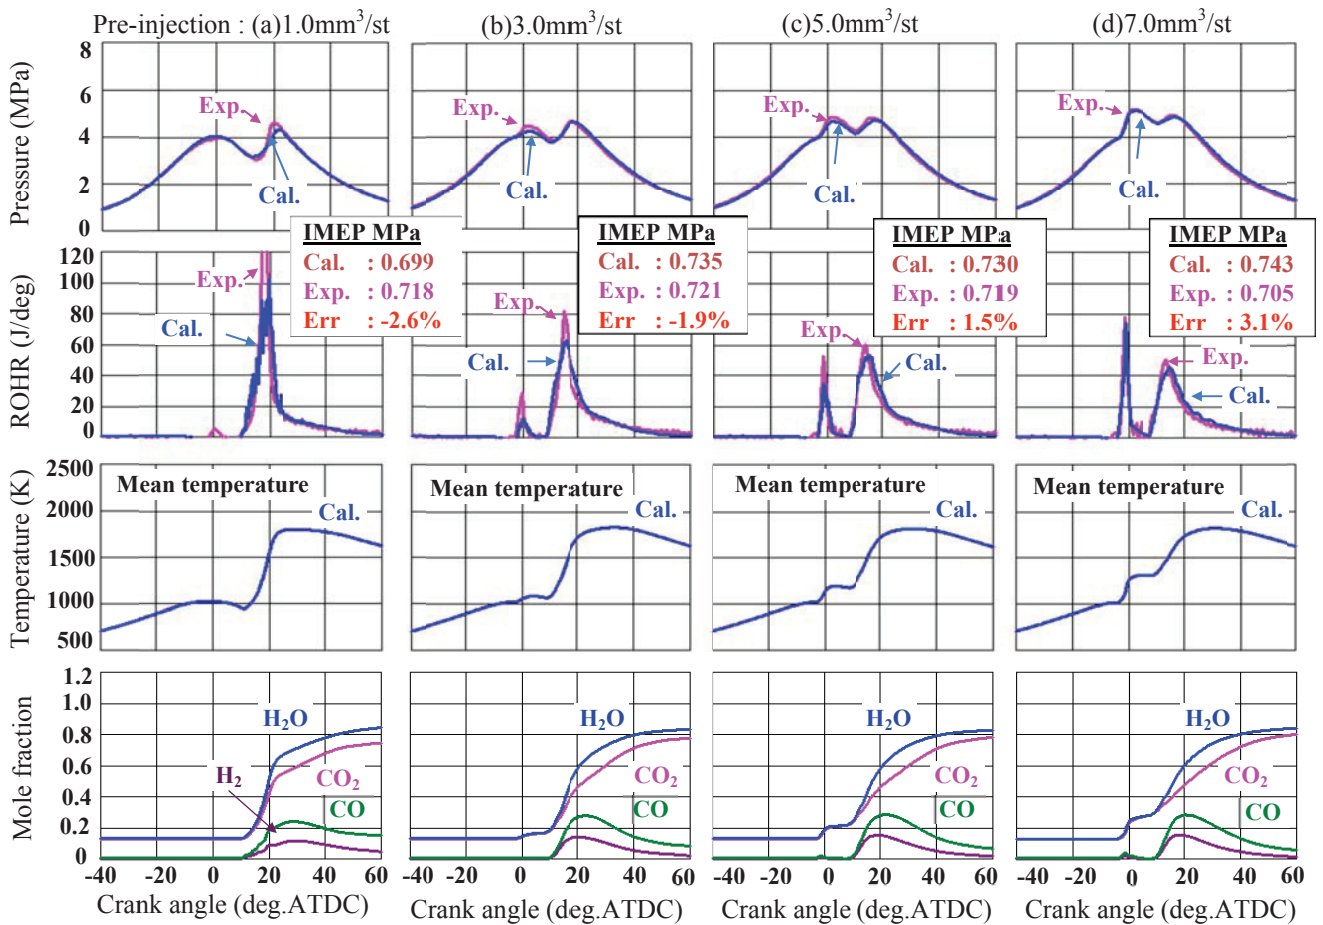 Pre-injection : (a)1.0mm³/st (b)3.0mm³/st (c)5.0mm³/st (d)7.0mm³/st
Pressure (MPa)
8
6
4
2
0
Exp.
Cal.
Exp.
Cal.
Exp.
Cal.
Exp.
Cal.
IMEP MPa
Cal. : 0.699
Exp. : 0.718
Err : -2.6%
IMEP MPa
Cal. : 0.735
Exp. : 0.721
Err : -1.9%
IMEP MPa
Cal. : 0.730
Exp. : 0.719
Err : 1.5%
IMEP MPa
Cal. : 0.743
Exp. : 0.705
Err : 3.1%
ROHR (J/deg)
120
100
80
60
40
20
0
Exp.
Cal.
Exp.
Cal.
Exp.
Cal.
Exp.
Cal.
Temperature (K)
2500
2000
1500
1000
500
Mean temperature
Cal.
Mean temperature
Cal.
Mean temperature
Cal.
Mean temperature
Cal.
Mole fraction
1.2
1.0
0.8
0.6
0.4
0.2
0
H₂O
H₂
CO₂
CO
H₂O
CO₂
CO
H₂O
CO₂
CO
H₂O
CO₂
CO
-40 -20 0 20 40 60 -40 -20 0 20 40 60 -40 -20 0 20 40 60 -40 -20 0 20 40 60
Crank angle (deg.ATDC) Crank angle (deg.ATDC) Crank angle (deg.ATDC) Crank angle (deg.ATDC)